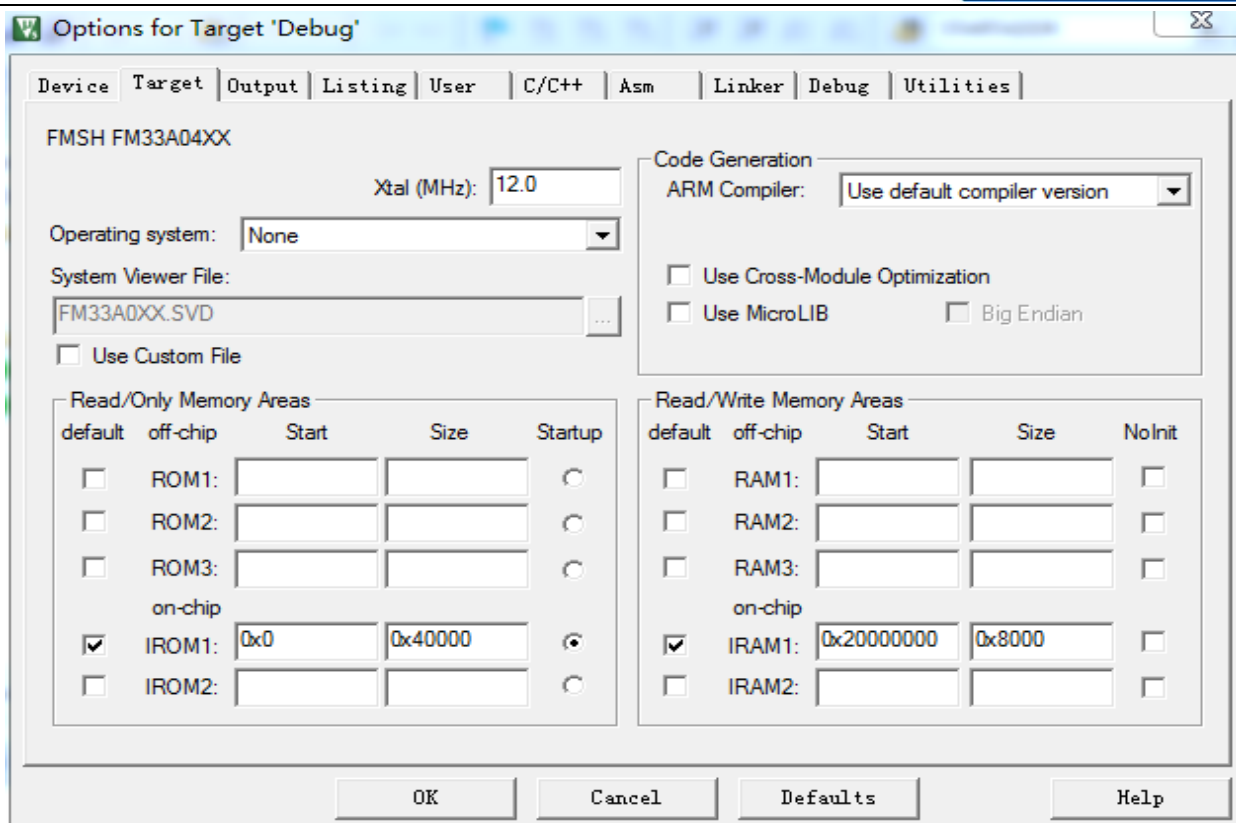 Options for Target 'Debug'
Device Target Output Listing User C/C++ Asm Linker Debug Utilities
FMSH FM33A04XX
Xtal (MHz): 12.0
Operating system: None
System Viewer File:
FM33A0XX.SVD ...
Use Custom File
Code Generation
ARM Compiler: Use default compiler version
Use Cross-Module Optimization
Use MicroLIB Big Endian
Read/Only Memory Areas
default off-chip Start Size Startup
ROM1:
ROM2:
ROM3:
on-chip
IROM1: 0x0 0x40000
IROM2:
Read/Write Memory Areas
default off-chip Start Size NoInit
RAM1:
RAM2:
RAM3:
on-chip
IRAM1: 0x20000000 0x8000
IRAM2:
OK Cancel Defaults Help